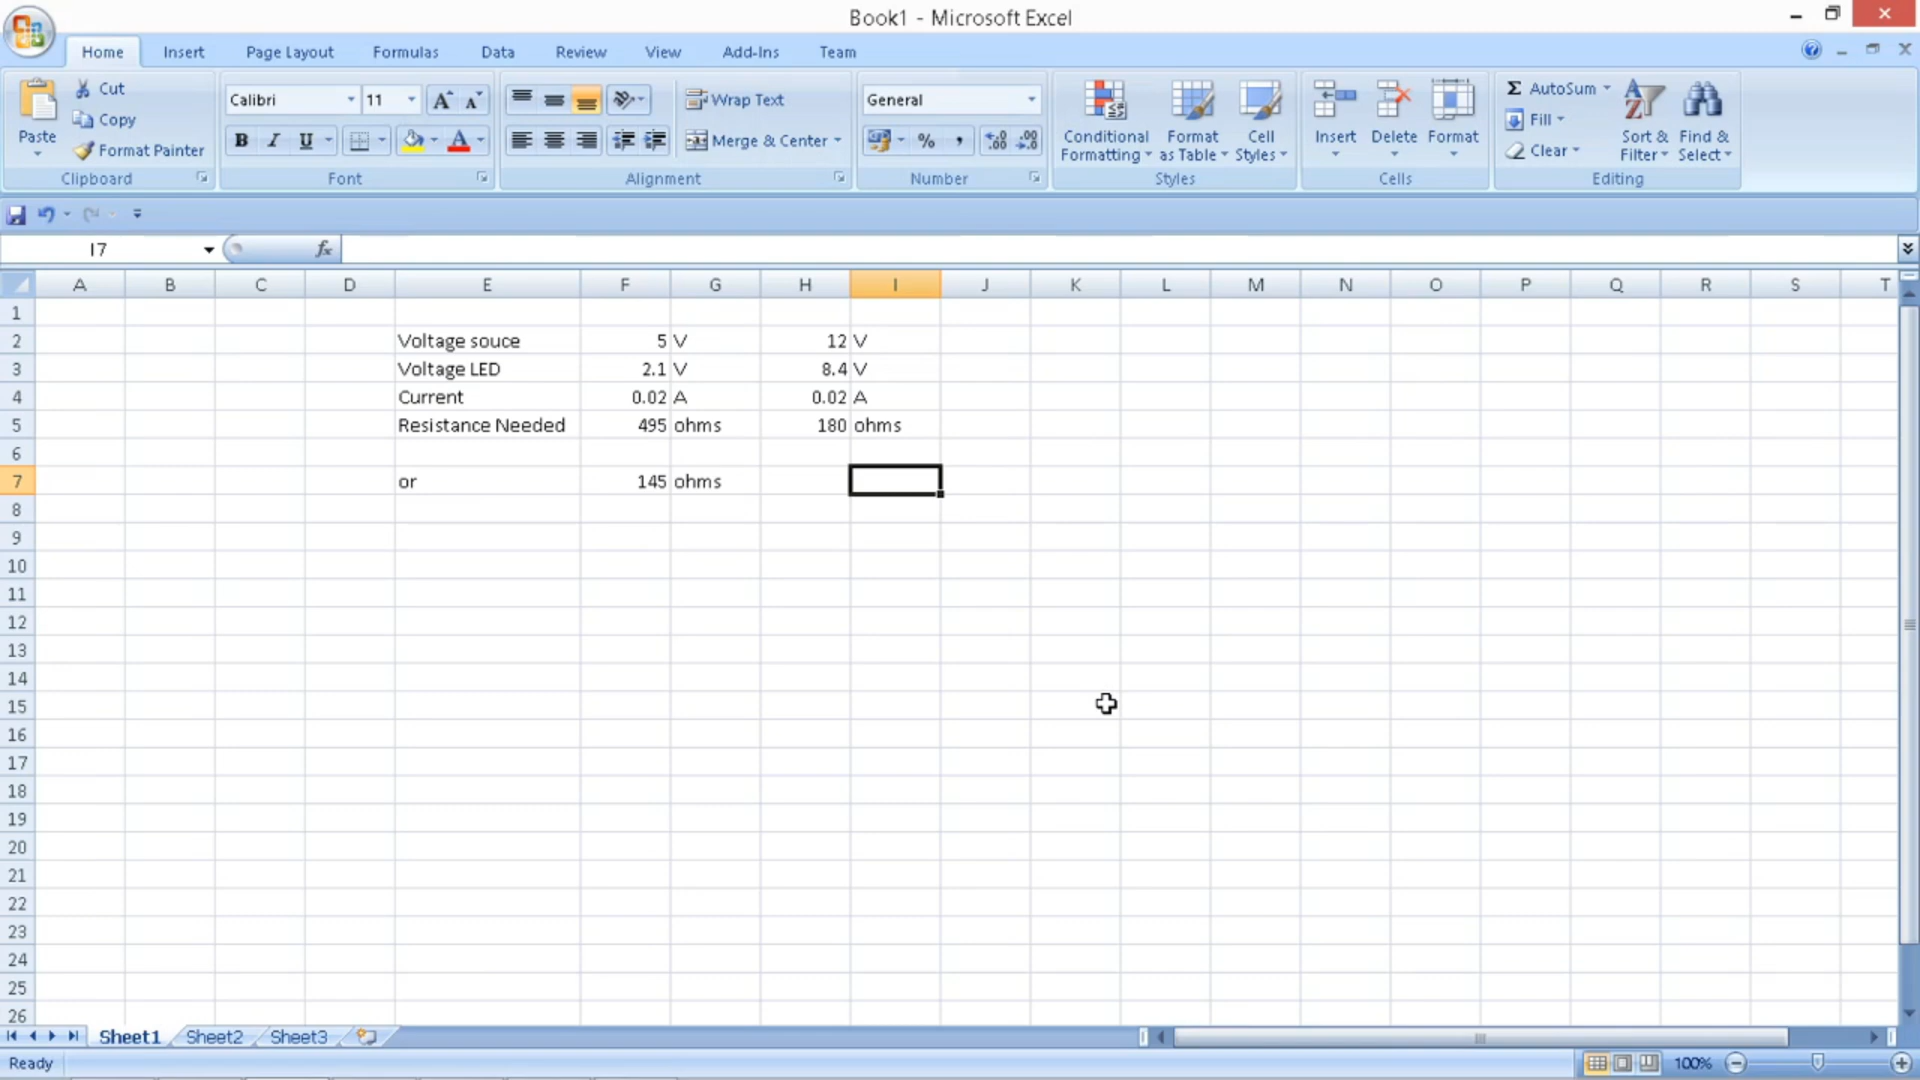 Book1 - Microsoft Excel
Home Insert Page Layout Formulas Data Review View Add-Ins Team
Paste
Cut
Copy
Format Painter
Clipboard
Calibri 11
B I U
Font
Wrap Text
Merge & Center
Alignment
General
% ,
Number
Conditional Formatting
Format as Table
Cell Styles
Styles
Insert Delete Format
Cells
Σ AutoSum
Fill
Clear
Sort & Filter
Find & Select
Editing
I7 fx
A B C D E F G H I J K L M N O P Q R S T
1
2 Voltage souce 5 V 12 V
3 Voltage LED 2.1 V 8.4 V
4 Current 0.02 A 0.02 A
5 Resistance Needed 495 ohms 180 ohms
6
7 or 145 ohms
8
9
10
11
12
13
14
15
16
17
18
19
20
21
22
23
24
25
26
Sheet1 Sheet2 Sheet3
Ready 100%